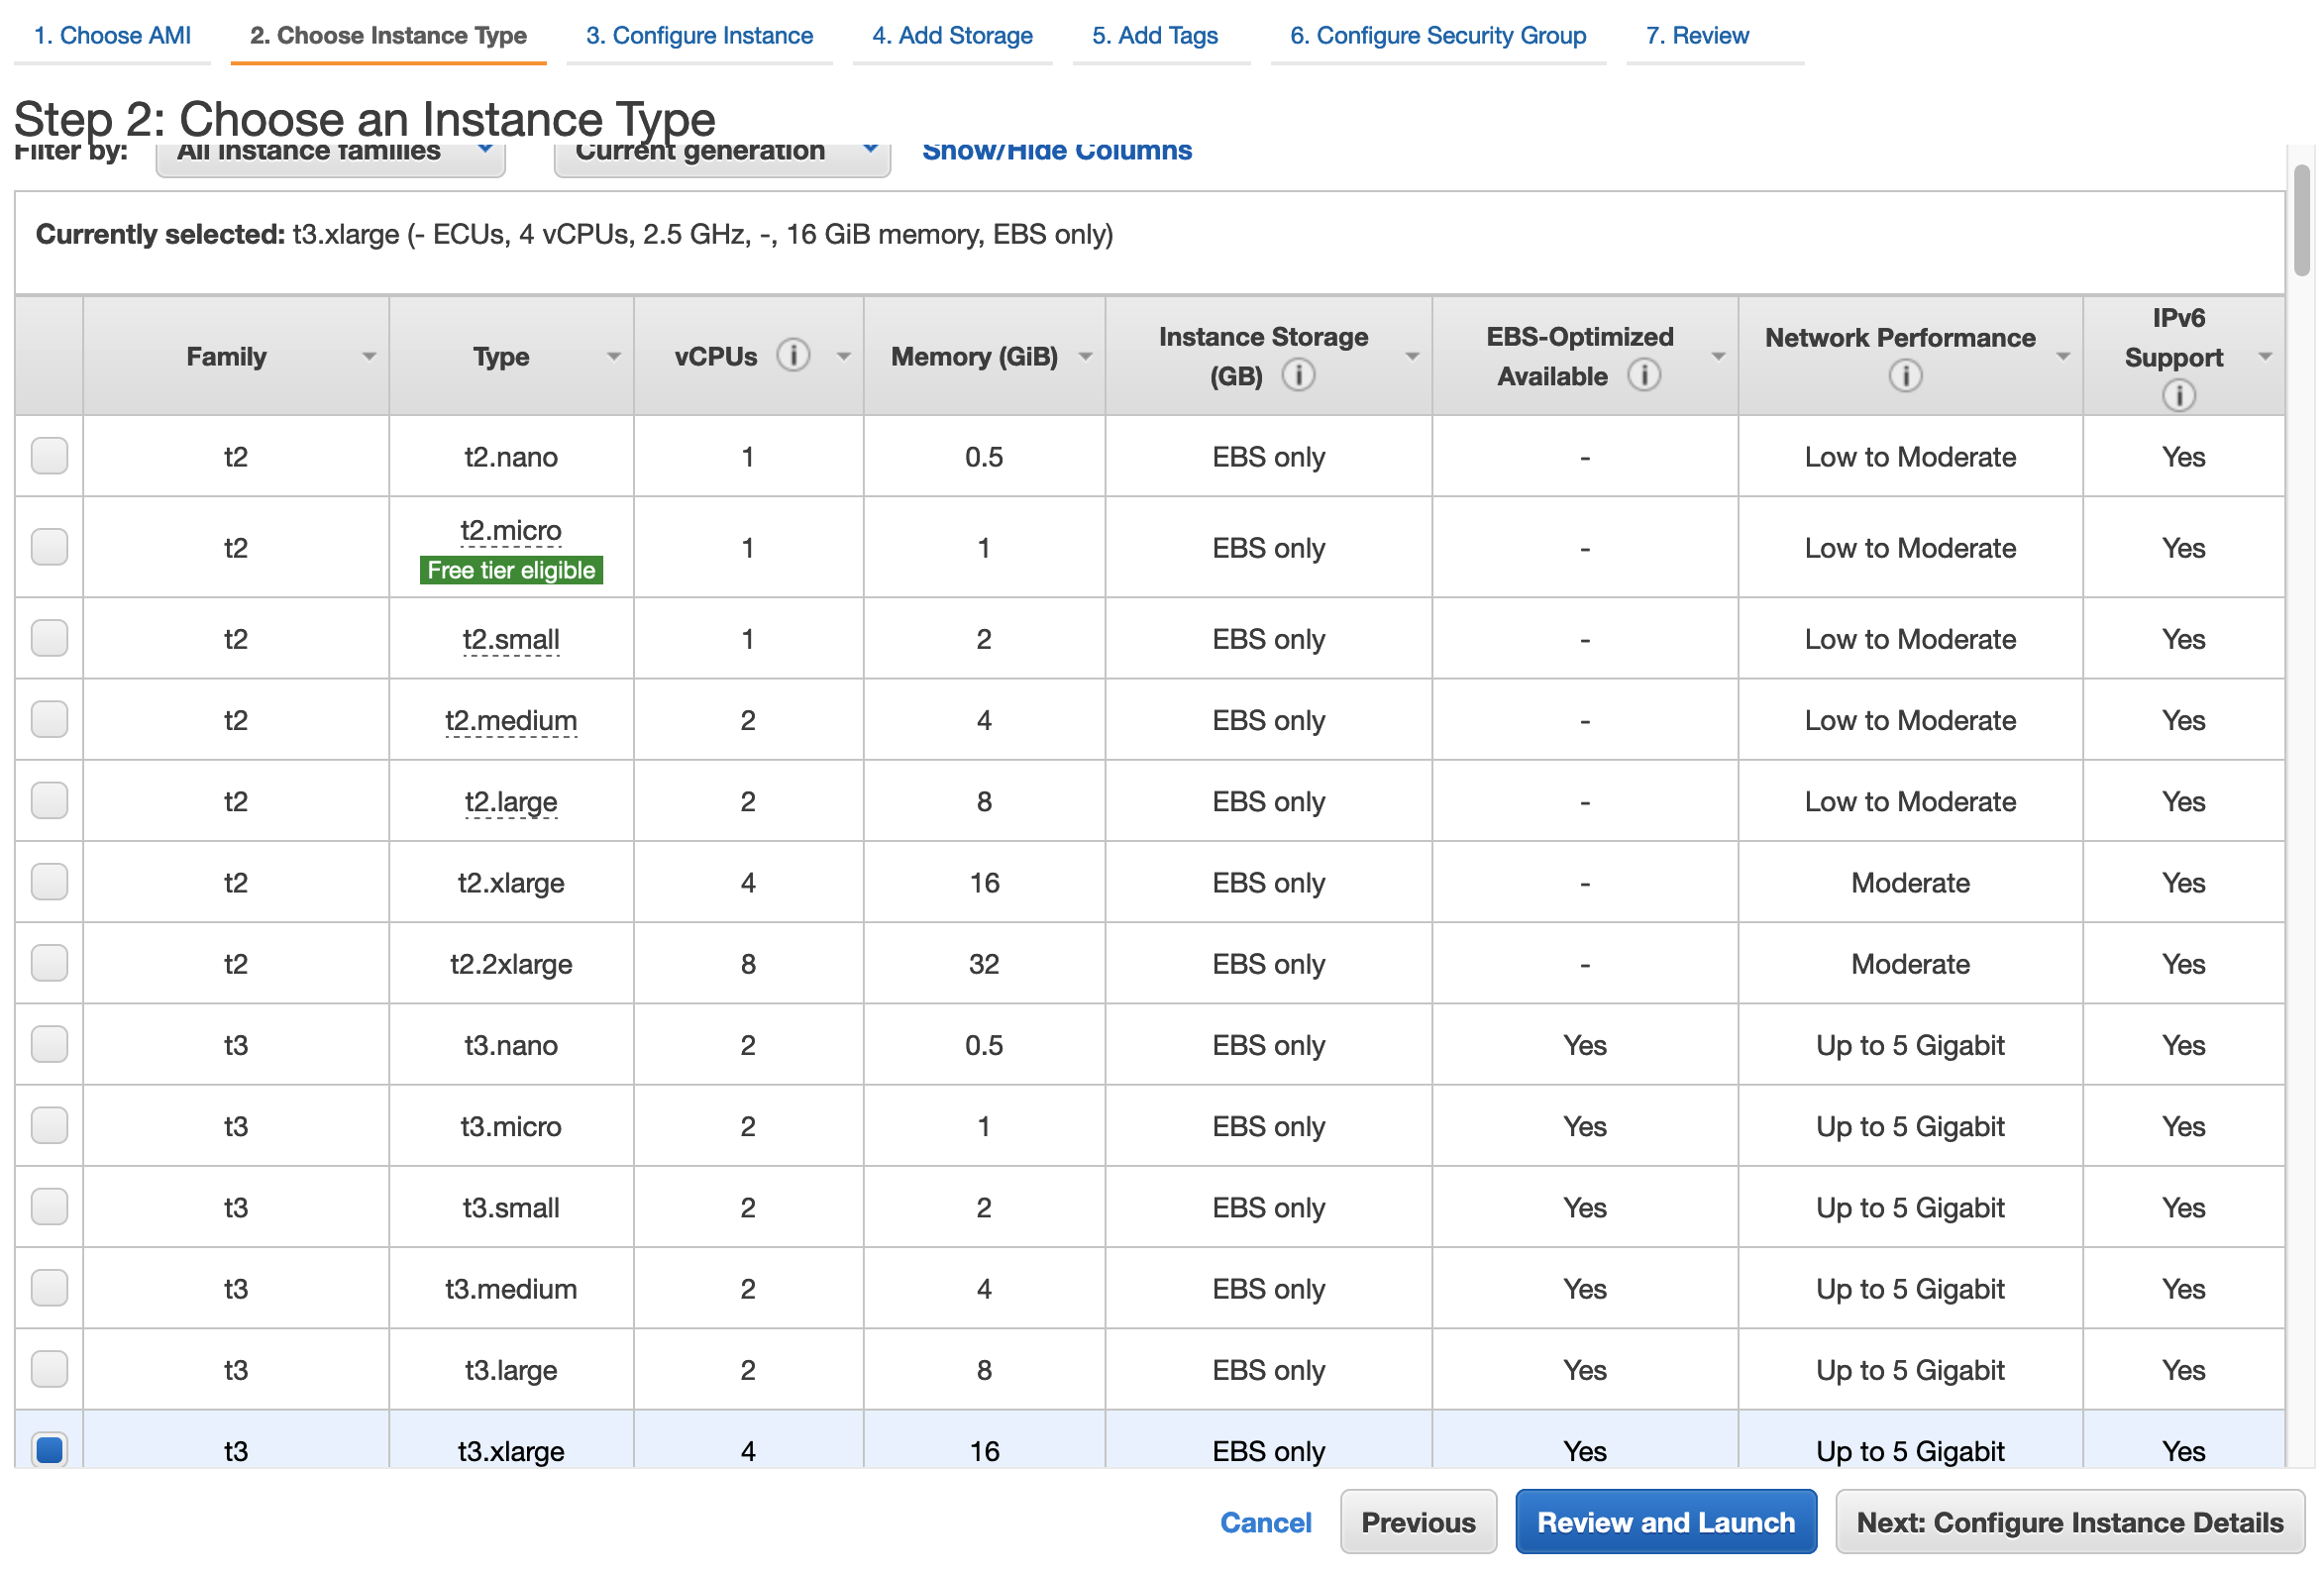 1. Choose AMI 2. Choose Instance Type 3. Configure Instance 4. Add Storage 5. Add Tags 6. Configure Security Group 7. Review
Step 2: Choose an Instance Type
Filter by: All instance families Current generation Show/Hide Columns
Currently selected: t3.xlarge (- ECUs, 4 vCPUs, 2.5 GHz, -, 16 GiB memory, EBS only)
Family Type vCPUs i Memory (GiB) Instance Storage (GB) i EBS-Optimized Available i Network Performance i IPv6 Support i
t2 t2.nano 1 0.5 EBS only - Low to Moderate Yes
t2 t2.micro Free tier eligible 1 1 EBS only - Low to Moderate Yes
t2 t2.small 1 2 EBS only - Low to Moderate Yes
t2 t2.medium 2 4 EBS only - Low to Moderate Yes
t2 t2.large 2 8 EBS only - Low to Moderate Yes
t2 t2.xlarge 4 16 EBS only - Moderate Yes
t2 t2.2xlarge 8 32 EBS only - Moderate Yes
t3 t3.nano 2 0.5 EBS only Yes Up to 5 Gigabit Yes
t3 t3.micro 2 1 EBS only Yes Up to 5 Gigabit Yes
t3 t3.small 2 2 EBS only Yes Up to 5 Gigabit Yes
t3 t3.medium 2 4 EBS only Yes Up to 5 Gigabit Yes
t3 t3.large 2 8 EBS only Yes Up to 5 Gigabit Yes
t3 t3.xlarge 4 16 EBS only Yes Up to 5 Gigabit Yes
Cancel Previous Review and Launch Next: Configure Instance Details